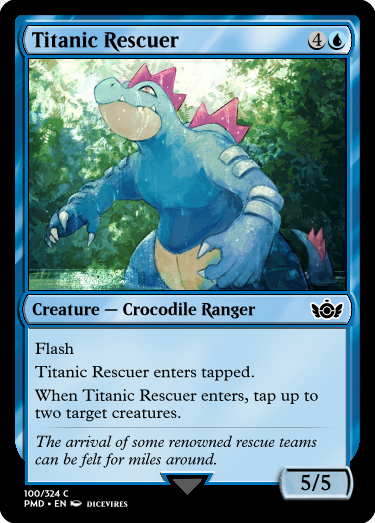 Titanic Rescuer 4
Creature — Crocodile Ranger
Flash
Titanic Rescuer enters tapped.
When Titanic Rescuer enters, tap up to
two target creatures.
The arrival of some renowned rescue teams
can be felt for miles around.
5/5
100/324 C
PMD • EN DICEVIRES